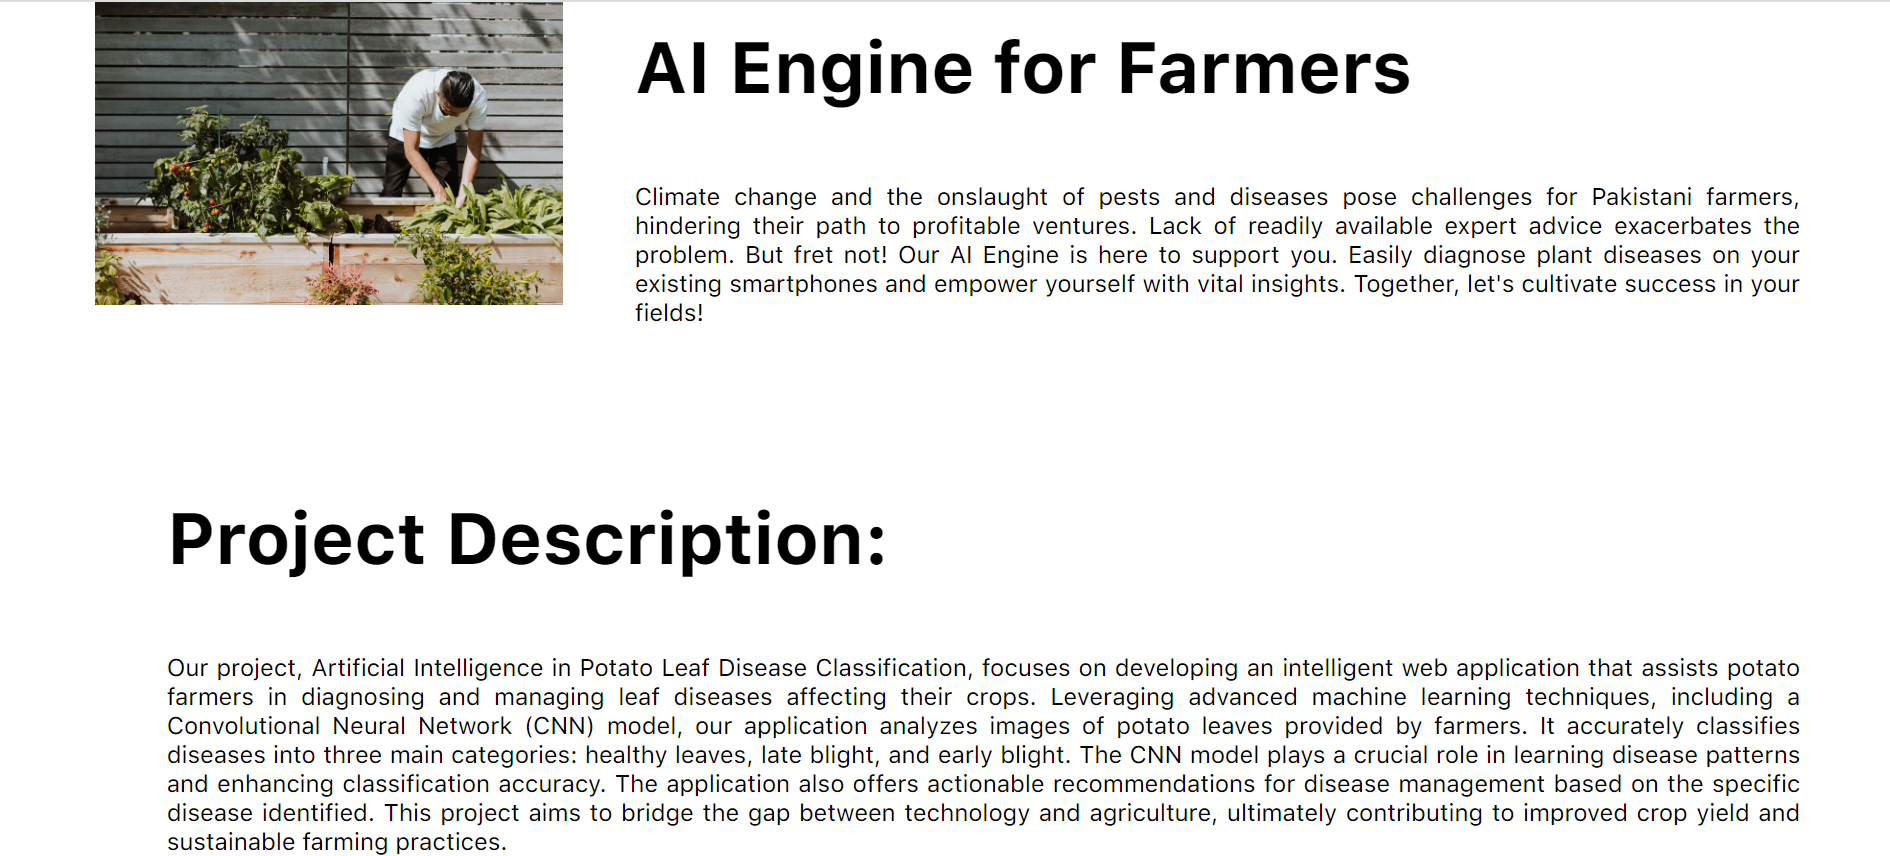 AI Engine for Farmers
Climate change and the onslaught of pests and diseases pose challenges for Pakistani farmers,
hindering their path to profitable ventures. Lack of readily available expert advice exacerbates the
problem. But fret not! Our AI Engine is here to support you. Easily diagnose plant diseases on your
existing smartphones and empower yourself with vital insights. Together, let's cultivate success in your
fields!
Project Description:
Our project, Artificial Intelligence in Potato Leaf Disease Classification, focuses on developing an intelligent web application that assists potato
farmers in diagnosing and managing leaf diseases affecting their crops. Leveraging advanced machine learning techniques, including a
Convolutional Neural Network (CNN) model, our application analyzes images of potato leaves provided by farmers. It accurately classifies
diseases into three main categories: healthy leaves, late blight, and early blight. The CNN model plays a crucial role in learning disease patterns
and enhancing classification accuracy. The application also offers actionable recommendations for disease management based on the specific
disease identified. This project aims to bridge the gap between technology and agriculture, ultimately contributing to improved crop yield and
sustainable farming practices.